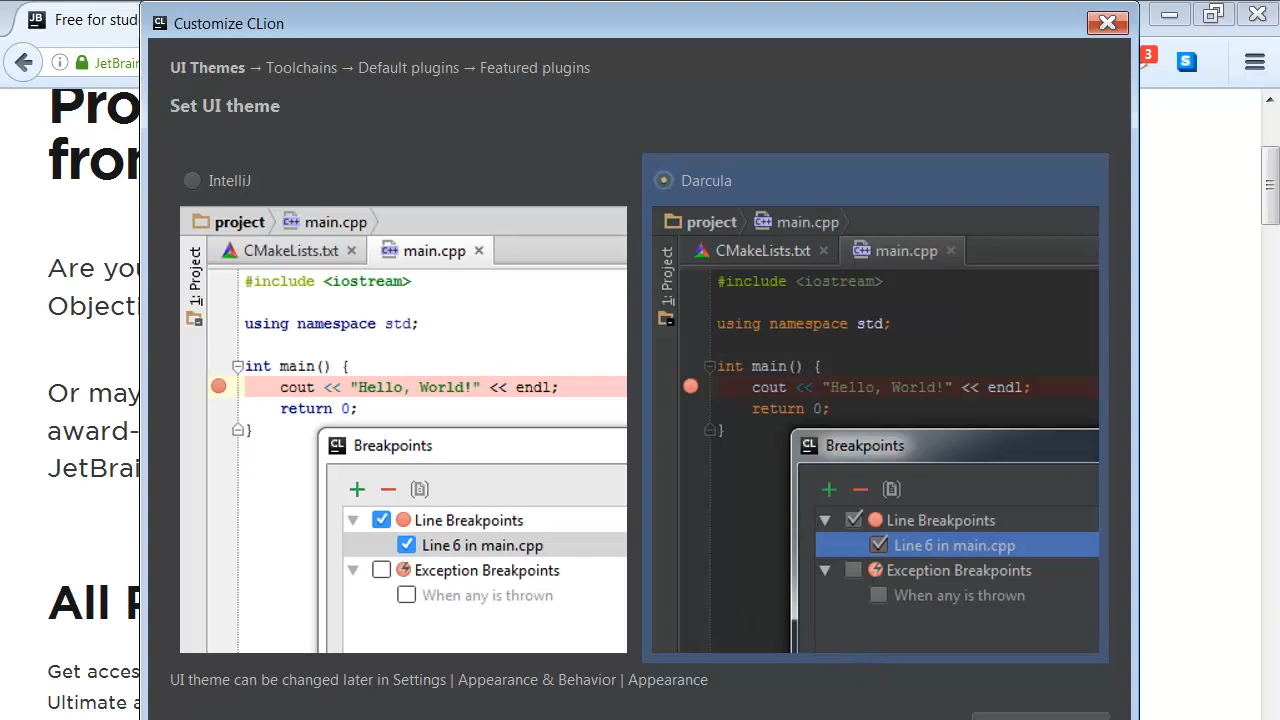 Free for stud
Customize CLion
3
JetBrain
UI Themes → Toolchains → Default plugins → Featured plugins
Set UI theme
Pro
from
Are you
Objecti
Or may
award-
JetBrai
All P
Get acces
Ultimate a
IntelliJ
project
main.cpp
CMakeLists.txt
main.cpp
1: Project
#include <iostream>
using namespace std;
int main() {
cout << "Hello, World!" << endl;
return 0;
}
CL Breakpoints
Line Breakpoints
Line 6 in main.cpp
Exception Breakpoints
When any is thrown
Darcula
project
main.cpp
CMakeLists.txt
main.cpp
1: Project
#include <iostream>
using namespace std;
int main() {
cout << "Hello, World!" << endl;
return 0;
}
CL Breakpoints
Line Breakpoints
Line 6 in main.cpp
Exception Breakpoints
When any is thrown
UI theme can be changed later in Settings | Appearance & Behavior | Appearance